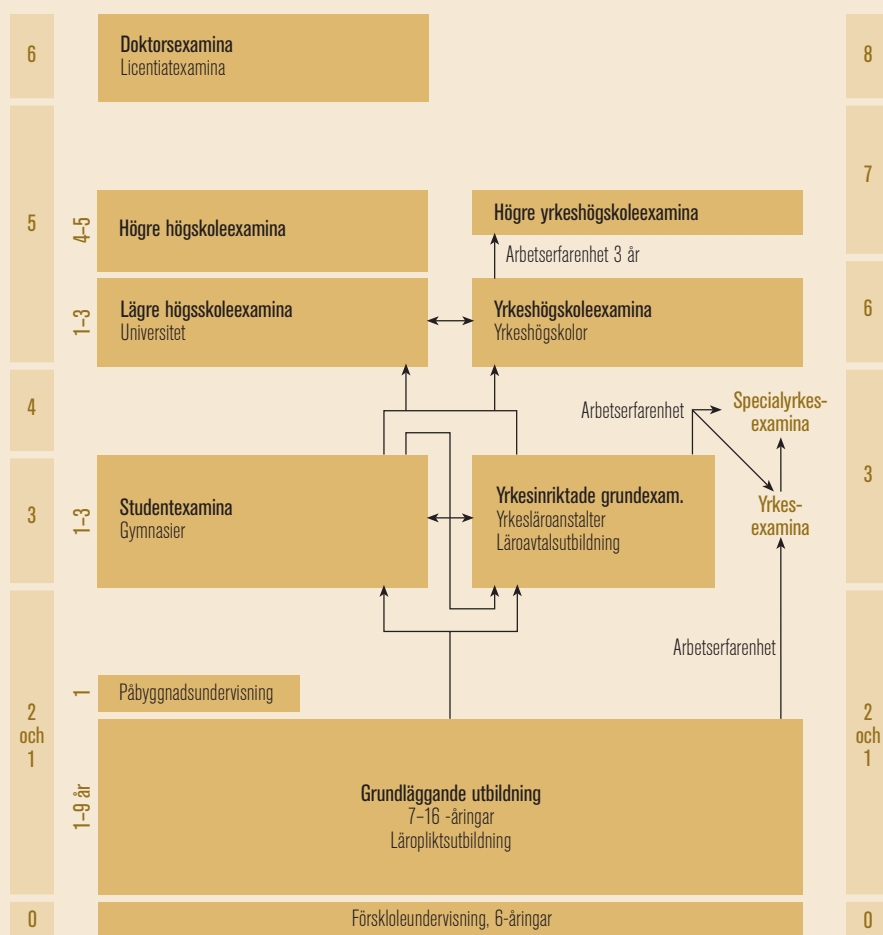 6
Doktorsexamina
Licentiatexamina
8
7
5
4–5
Högre högskoleexamina
Högre yrkeshögskoleexamina
Arbetserfarenhet 3 år
1–3
Lägre högsskoleexamina
Universitet
Yrkeshögskoleexamina
Yrkeshögskolor
6
4
Arbetserfarenhet
Specialyrkes-
examina
3
1–3
Studentexamina
Gymnasier
Yrkesinriktade grundexam.
Yrkesläroanstalter
Läroavtalsutbildning
Yrkes-
examina
3
Arbetserfarenhet
1
Påbyggnadsundervisning
2
och
1
2
och
1
1–9 år
Grundläggande utbildning
7–16 -åringar
Läropliktsutbildning
0
Förskloleundervisning, 6-åringar
0